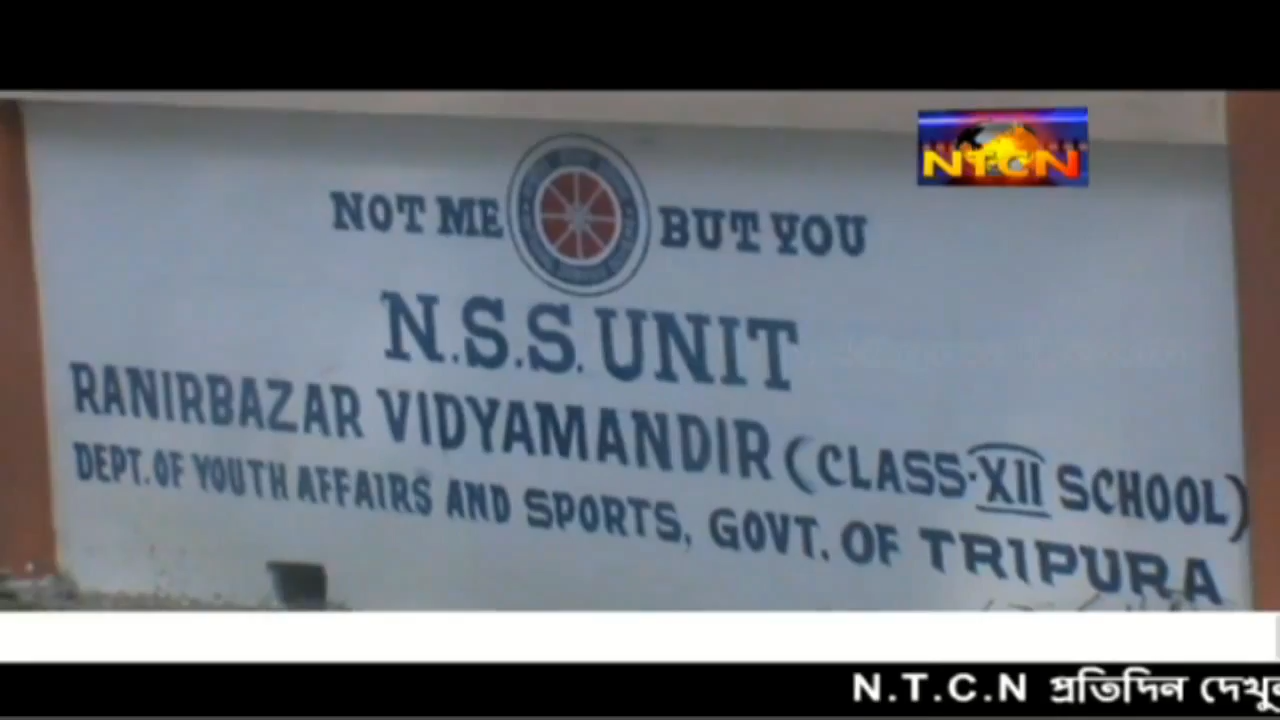 NTCN
NOT ME BUT YOU
N.S.S. UNIT
RANIRBAZAR VIDYAMANDIR (CLASS-XII SCHOOL)
DEPT. OF YOUTH AFFAIRS AND SPORTS, GOVT. OF TRIPURA
N.T.C.N প্রতিদিন দেখু